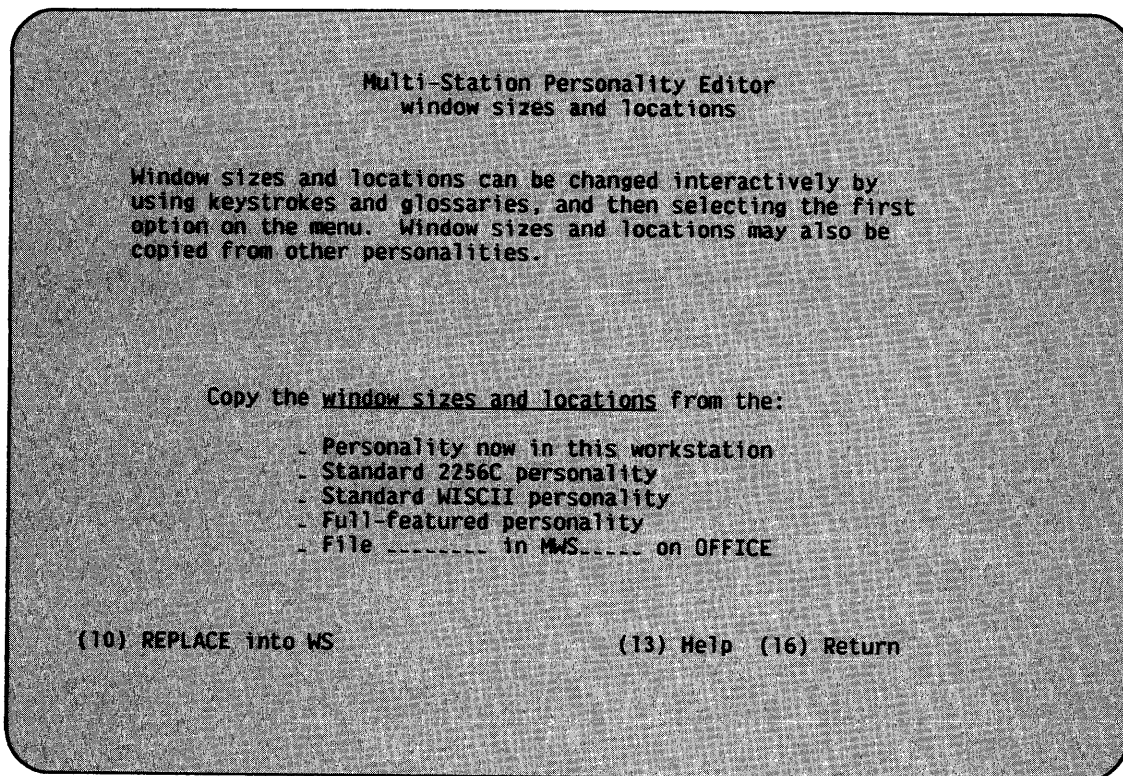 Multi-Station Personality Editor
window sizes and locations
Window sizes and locations can be changed interactively by
using keystrokes and glossaries, and then selecting the first
option on the menu. Window sizes and locations may also be
copied from other personalities.
Copy the window sizes and locations from the:
_ Personality now in this workstation
_ Standard 2256C personality
_ Standard WISCII personality
_ Full-featured personality
_ File ________ in MWS_____ on OFFICE
(10) REPLACE into WS (13) Help (16) Return